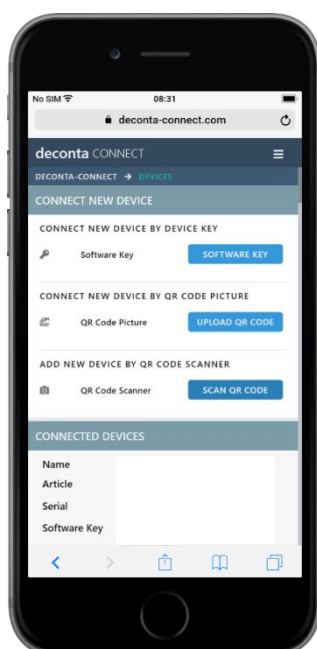 No SIM 08:31
deconta-connect.com
deconta CONNECT
DECONTA-CONNECT → DEVICES
CONNECT NEW DEVICE
CONNECT NEW DEVICE BY DEVICE KEY
Software Key SOFTWARE KEY
CONNECT NEW DEVICE BY QR CODE PICTURE
QR Code Picture UPLOAD QR CODE
ADD NEW DEVICE BY QR CODE SCANNER
QR Code Scanner SCAN QR CODE
CONNECTED DEVICES
Name
Article
Serial
Software Key